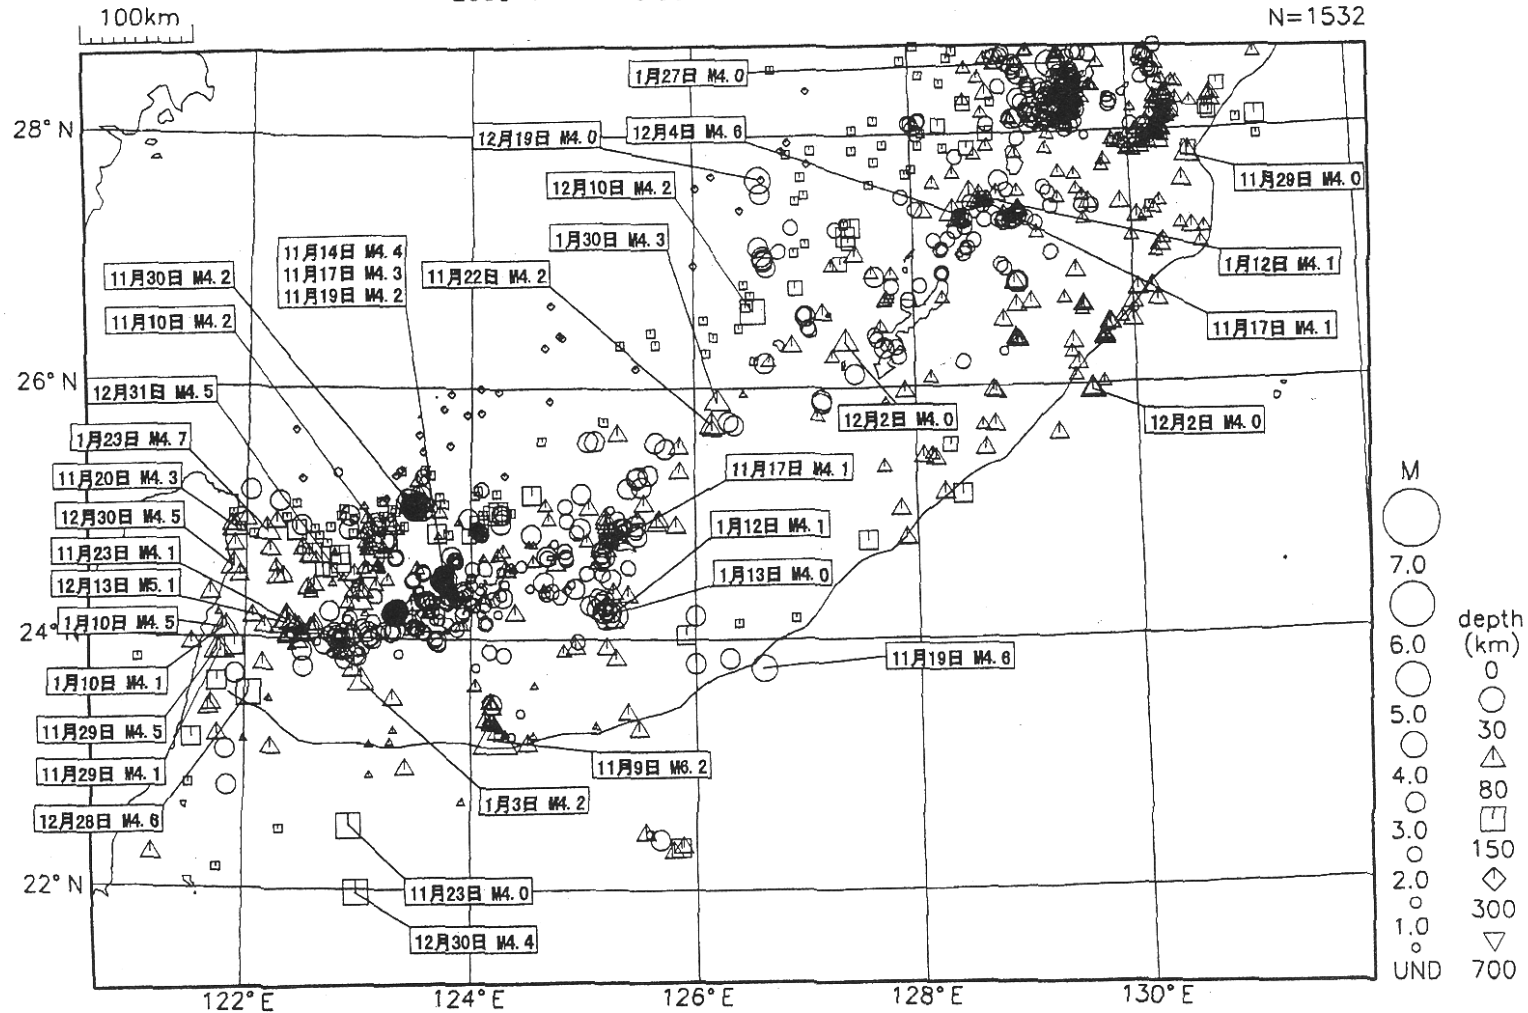 100km
N=1532
1月27日 M4.0
28°N
12月19日 M4.0
12月4日 M4.6
12月10日 M4.2
11月29日 M4.0
1月30日 M4.3
11月14日 M4.4
11月17日 M4.3
11月19日 M4.2
11月30日 M4.2
11月22日 M4.2
1月12日 M4.1
11月10日 M4.2
11月17日 M4.1
26°N
12月31日 M4.5
12月2日 M4.0
12月2日 M4.0
1月23日 M4.7
11月20日 M4.3
11月17日 M4.1
12月30日 M4.5
1月12日 M4.1
11月23日 M4.1
12月13日 M5.1
1月13日 M4.0
1月10日 M4.5
24°N
11月19日 M4.6
1月10日 M4.1
11月29日 M4.5
11月9日 M6.2
11月29日 M4.1
1月3日 M4.2
12月28日 M4.6
22°N
11月23日 M4.0
12月30日 M4.4
122°E
124°E
126°E
128°E
130°E
M
7.0
6.0
5.0
4.0
3.0
2.0
1.0
UND
depth
(km)
0
30
80
150
300
700